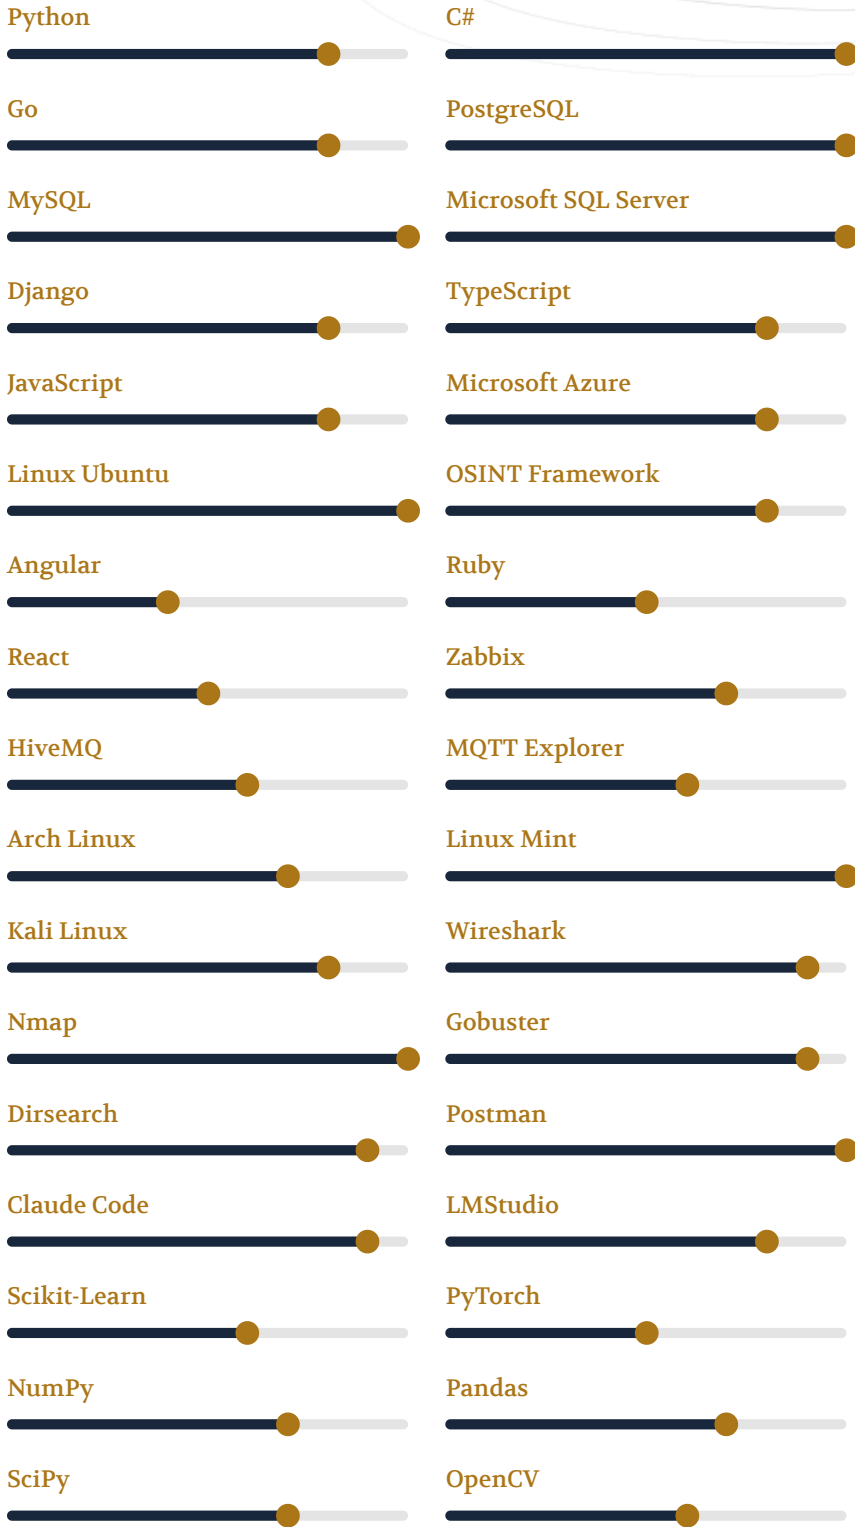 Python
C#
Go
PostgreSQL
MySQL
Microsoft SQL Server
Django
TypeScript
JavaScript
Microsoft Azure
Linux Ubuntu
OSINT Framework
Angular
Ruby
React
Zabbix
HiveMQ
MQTT Explorer
Arch Linux
Linux Mint
Kali Linux
Wireshark
Nmap
Gobuster
Dirsearch
Postman
Claude Code
LMStudio
Scikit-Learn
PyTorch
NumPy
Pandas
SciPy
OpenCV